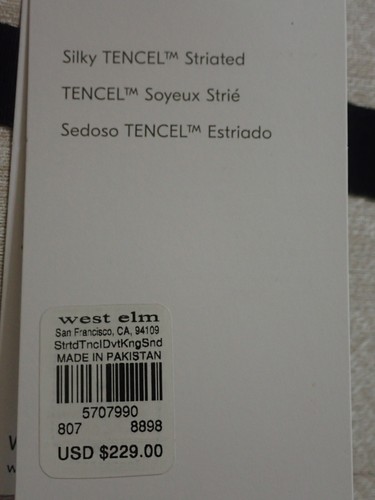 Silky TENCEL™ Striated
TENCEL™ Soyeux Strié
Sedoso TENCEL™ Estriado
west elm
San Francisco, CA, 94109
StrtdTnclDvtKngSnd
MADE IN PAKISTAN
5707990
807 8898
USD $229.00